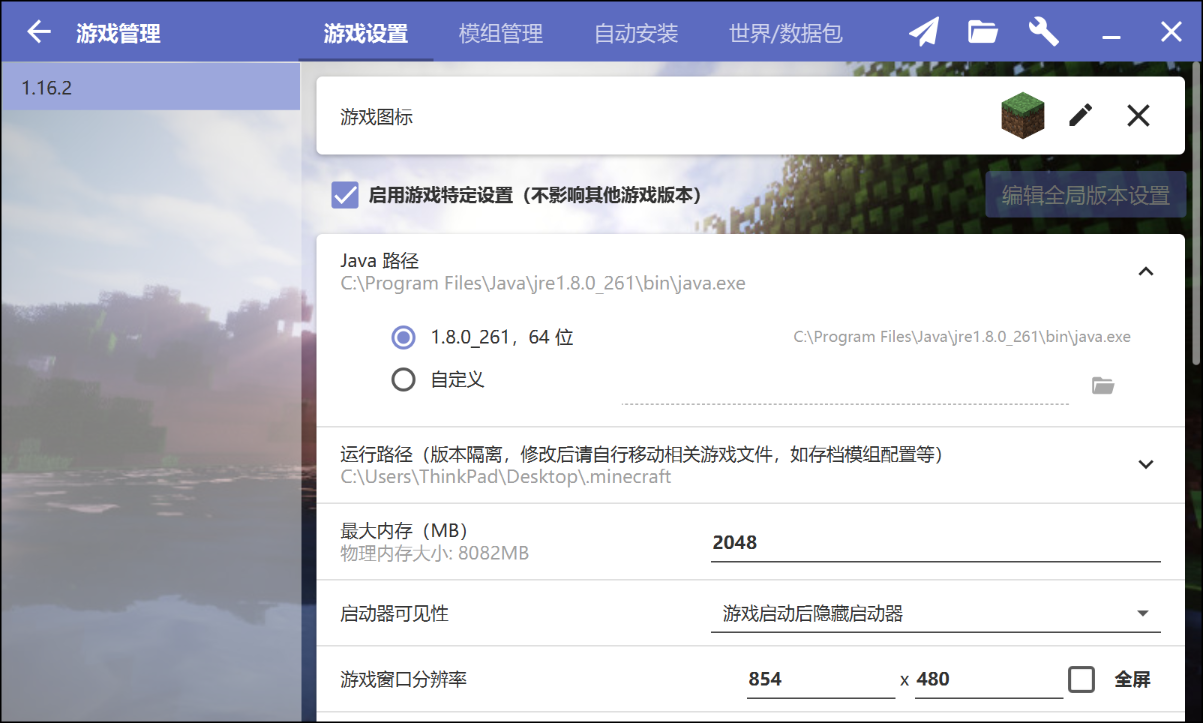 游戏管理
游戏设置
模组管理
自动安装
世界/数据包
1.16.2
游戏图标
启用游戏特定设置（不影响其他游戏版本）
编辑全局版本设置
Java 路径
C:\Program Files\Java\jre1.8.0_261\bin\java.exe
1.8.0_261，64 位
C:\Program Files\Java\jre1.8.0_261\bin\java.exe
自定义
运行路径（版本隔离，修改后请自行移动相关游戏文件，如存档模组配置等）
C:\Users\ThinkPad\Desktop\.minecraft
最大内存（MB）
物理内存大小: 8082MB
2048
启动器可见性
游戏启动后隐藏启动器
游戏窗口分辨率
854 x 480
全屏